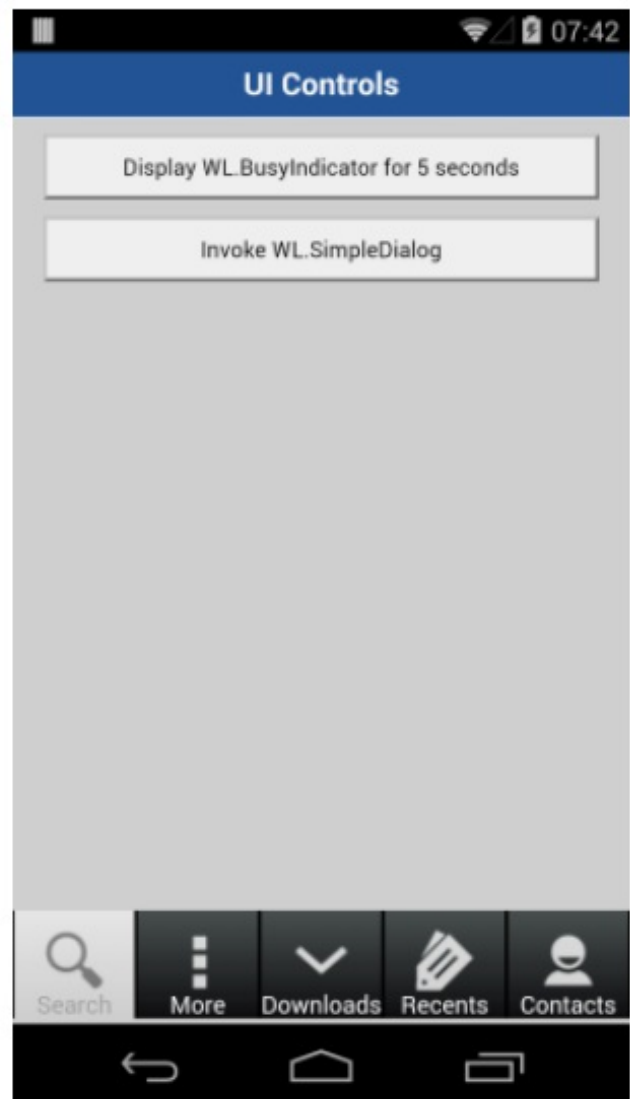 07:42
UI Controls
Display WL.BusyIndicator for 5 seconds
Invoke WL.SimpleDialog
Search More Downloads Recents Contacts